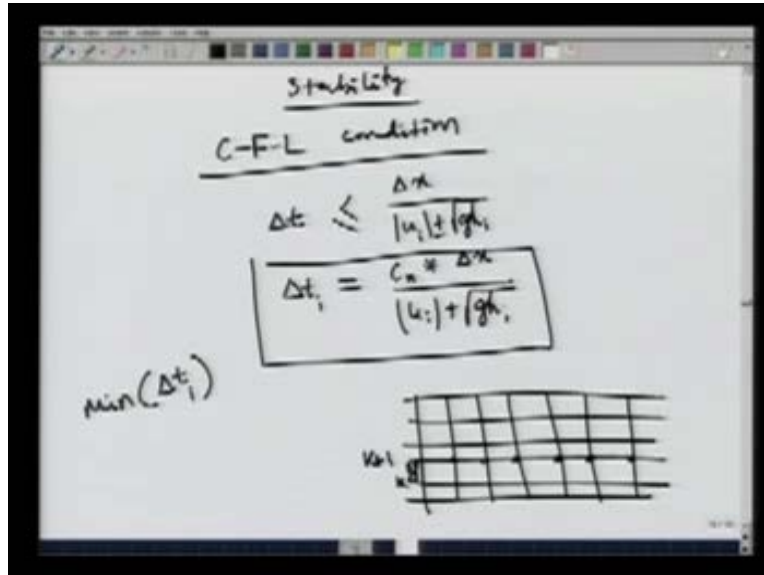 Stability
C-F-L condition
Δt ≤ Δx / |u_i| ± √gh_i
Δt_i = C_n * Δx / |u_i| + √gh_i
min(Δt_i)
k+1
k